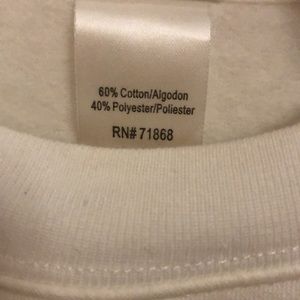 60% Cotton/Algodon
40% Polyester/Poliester
RN# 71868